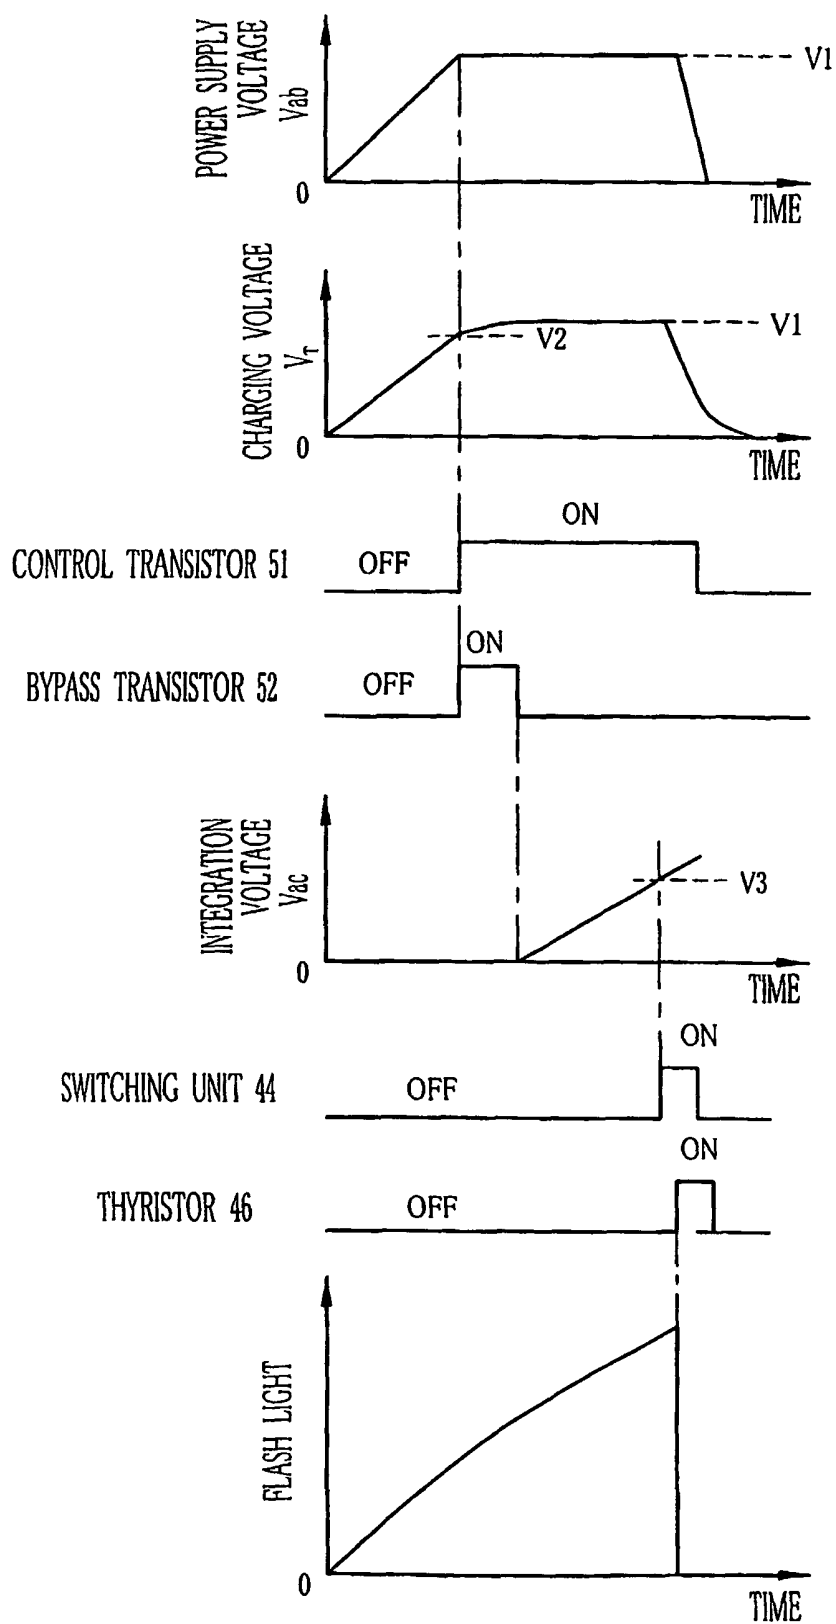 POWER SUPPLY
VOLTAGE
Vab
V1
0
TIME
CHARGING VOLTAGE
VT
V2
V1
0
TIME
CONTROL TRANSISTOR 51
OFF
ON
BYPASS TRANSISTOR 52
OFF
ON
INTEGRATION
VOLTAGE
Vac
V3
0
TIME
SWITCHING UNIT 44
OFF
ON
THYRISTOR 46
OFF
ON
FLASH LIGHT
0
TIME